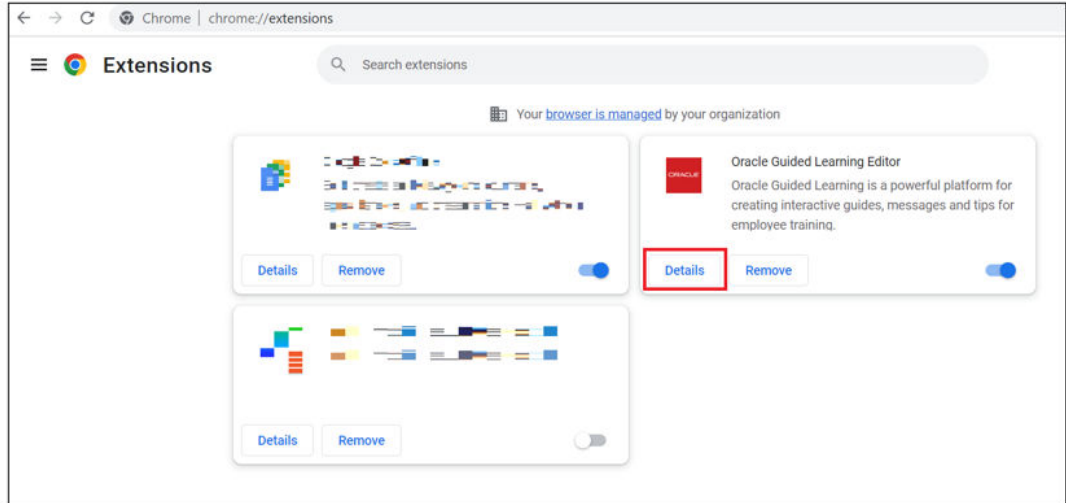 Chrome | chrome://extensions
Extensions
Search extensions
Your browser is managed by your organization
Details Remove
ORACLE
Oracle Guided Learning Editor
Oracle Guided Learning is a powerful platform for
creating interactive guides, messages and tips for
employee training.
Details Remove
Details Remove